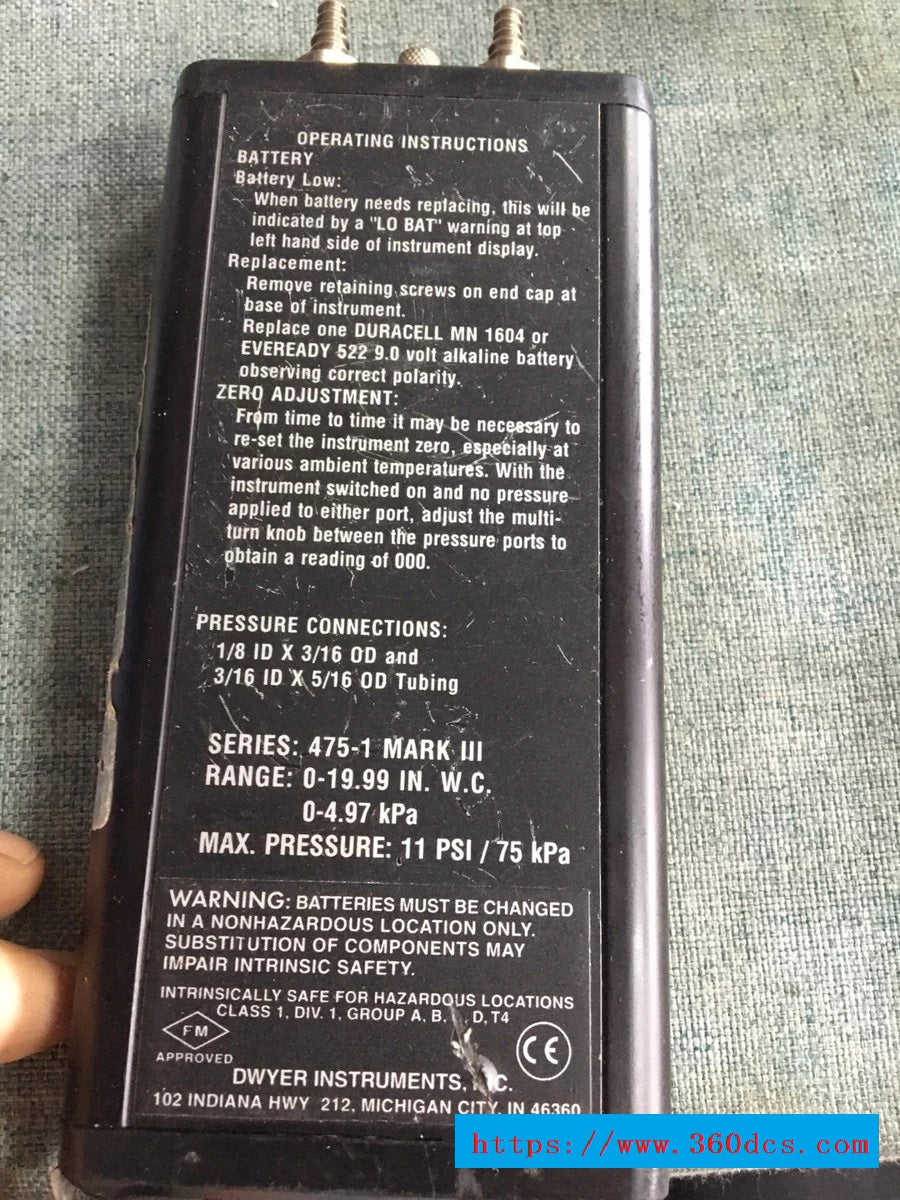 OPERATING INSTRUCTIONS
BATTERY
Battery Low:
When battery needs replacing, this will be
indicated by a "LO BAT" warning at top
left hand side of instrument display.
Replacement:
Remove retaining screws on end cap at
base of instrument.
Replace one DURACELL MN 1604 or
EVEREADY 522 9.0 volt alkaline battery
observing correct polarity.
ZERO ADJUSTMENT:
From time to time it may be necessary to
re-set the instrument zero, especially at
various ambient temperatures. With the
instrument switched on and no pressure
applied to either port, adjust the multi-
turn knob between the pressure ports to
obtain a reading of 000.
PRESSURE CONNECTIONS:
1/8 ID X 3/16 OD and
3/16 ID X 5/16 OD Tubing
SERIES: 475-1 MARK III
RANGE: 0-19.99 IN. W.C.
0-4.97 kPa
MAX. PRESSURE: 11 PSI / 75 kPa
WARNING: BATTERIES MUST BE CHANGED
IN A NONHAZARDOUS LOCATION ONLY.
SUBSTITUTION OF COMPONENTS MAY
IMPAIR INTRINSIC SAFETY.
INTRINSICALLY SAFE FOR HAZARDOUS LOCATIONS
CLASS 1, DIV. 1, GROUP A, B, D, T4
FM
APPROVED
CE
DWYER INSTRUMENTS,
102 INDIANA HWY 212, MICHIGAN CITY, IN 46360
https://www.360dcs.com